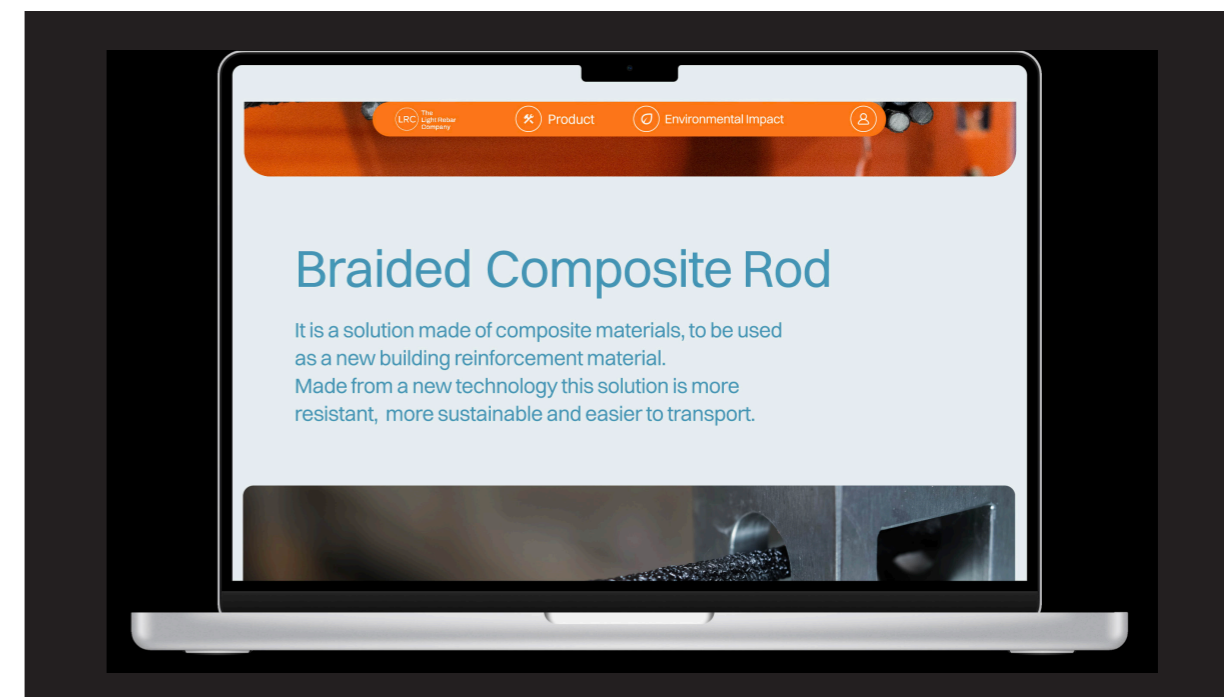 LRC
The
Light Rebar
Company
Product
Environmental Impact
Braided Composite Rod
It is a solution made of composite materials, to be used
as a new building reinforcement material.
Made from a new technology this solution is more
resistant, more sustainable and easier to transport.